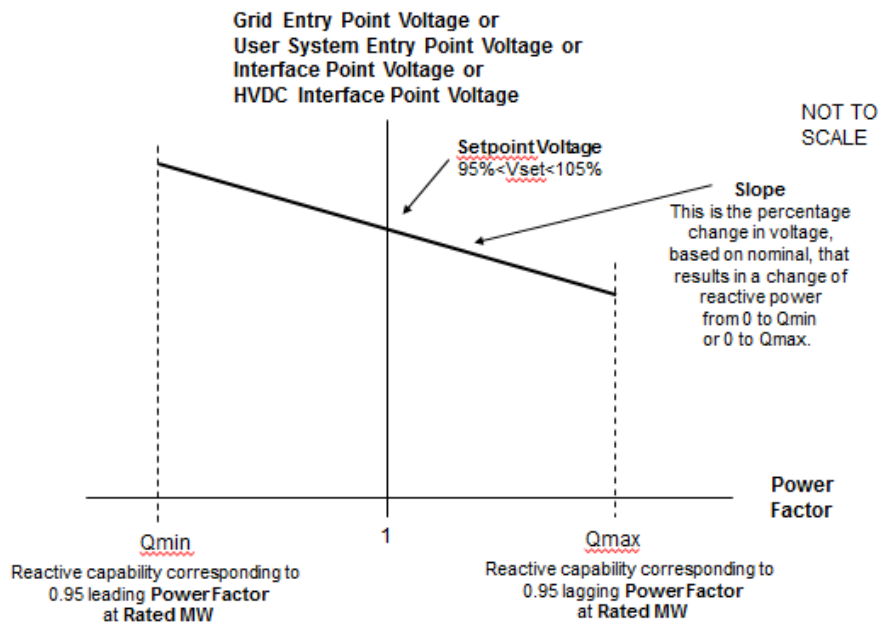 Grid Entry Point Voltage or
User System Entry Point Voltage or
Interface Point Voltage or
HVDC Interface Point Voltage
NOT TO
SCALE
Setpoint Voltage
95%<Vset<105%
Slope
This is the percentage
change in voltage,
based on nominal, that
results in a change of
reactive power
from 0 to Qmin
or 0 to Qmax.
Power
Factor
Qmin
1
Qmax
Reactive capability corresponding to
0.95 leading Power Factor
at Rated MW
Reactive capability corresponding to
0.95 lagging Power Factor
at Rated MW